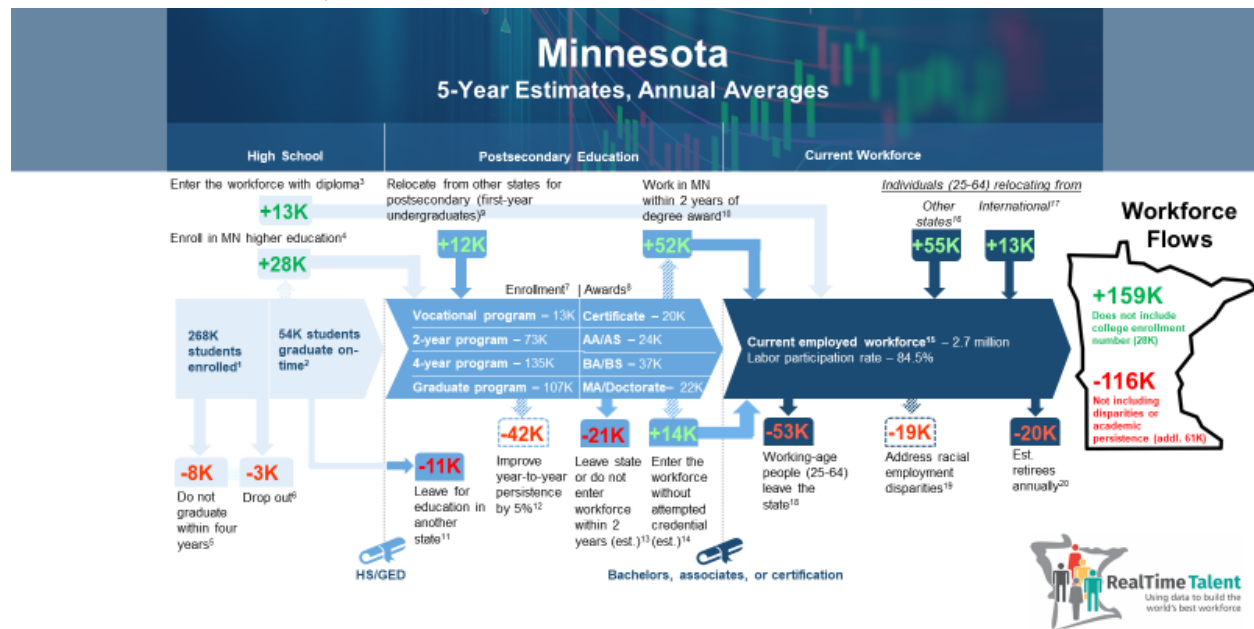 Minnesota
5-Year Estimates, Annual Averages
High School
Postsecondary Education
Current Workforce
Enter the workforce with diploma³
+13K
Enroll in MN higher education⁴
+28K
Relocate from other states for
postsecondary (first-year
undergraduates)⁹
+12K
Work in MN
within 2 years of
degree award¹⁰
+52K
Individuals (25-64) relocating from
Other
states¹⁶
+55K
International¹⁷
+13K
Workforce
Flows
+159K
Does not include
college enrollment
number (28K)
-116K
Not including
disparities or
academic
persistence (addl. 61K)
268K
students
enrolled¹
54K students
graduate on-
time²
Enrollment⁷
Awards⁸
Vocational program – 13K
Certificate – 20K
2-year program – 73K
AA/AS – 24K
4-year program – 135K
BA/BS – 37K
Graduate program – 107K
MA/Doctorate– 22K
Current employed workforce¹⁵ – 2.7 million
Labor participation rate – 84.5%
-8K
Do not
graduate
within four
years⁵
-3K
Drop out⁶
-11K
Leave for
education in
another
state¹¹
-42K
Improve
year-to-year
persistence
by 5%¹²
-21K
Leave state
or do not
enter
workforce
within 2
years (est.)¹³
+14K
Enter the
workforce
without
attempted
credential
(est.)¹⁴
-53K
Working-age
people (25-64)
leave the
state¹⁸
-19K
Address racial
employment
disparities¹⁹
-20K
Est.
retirees
annually²⁰
HS/GED
Bachelors, associates, or certification
RealTime Talent
Using data to build the
world's best workforce